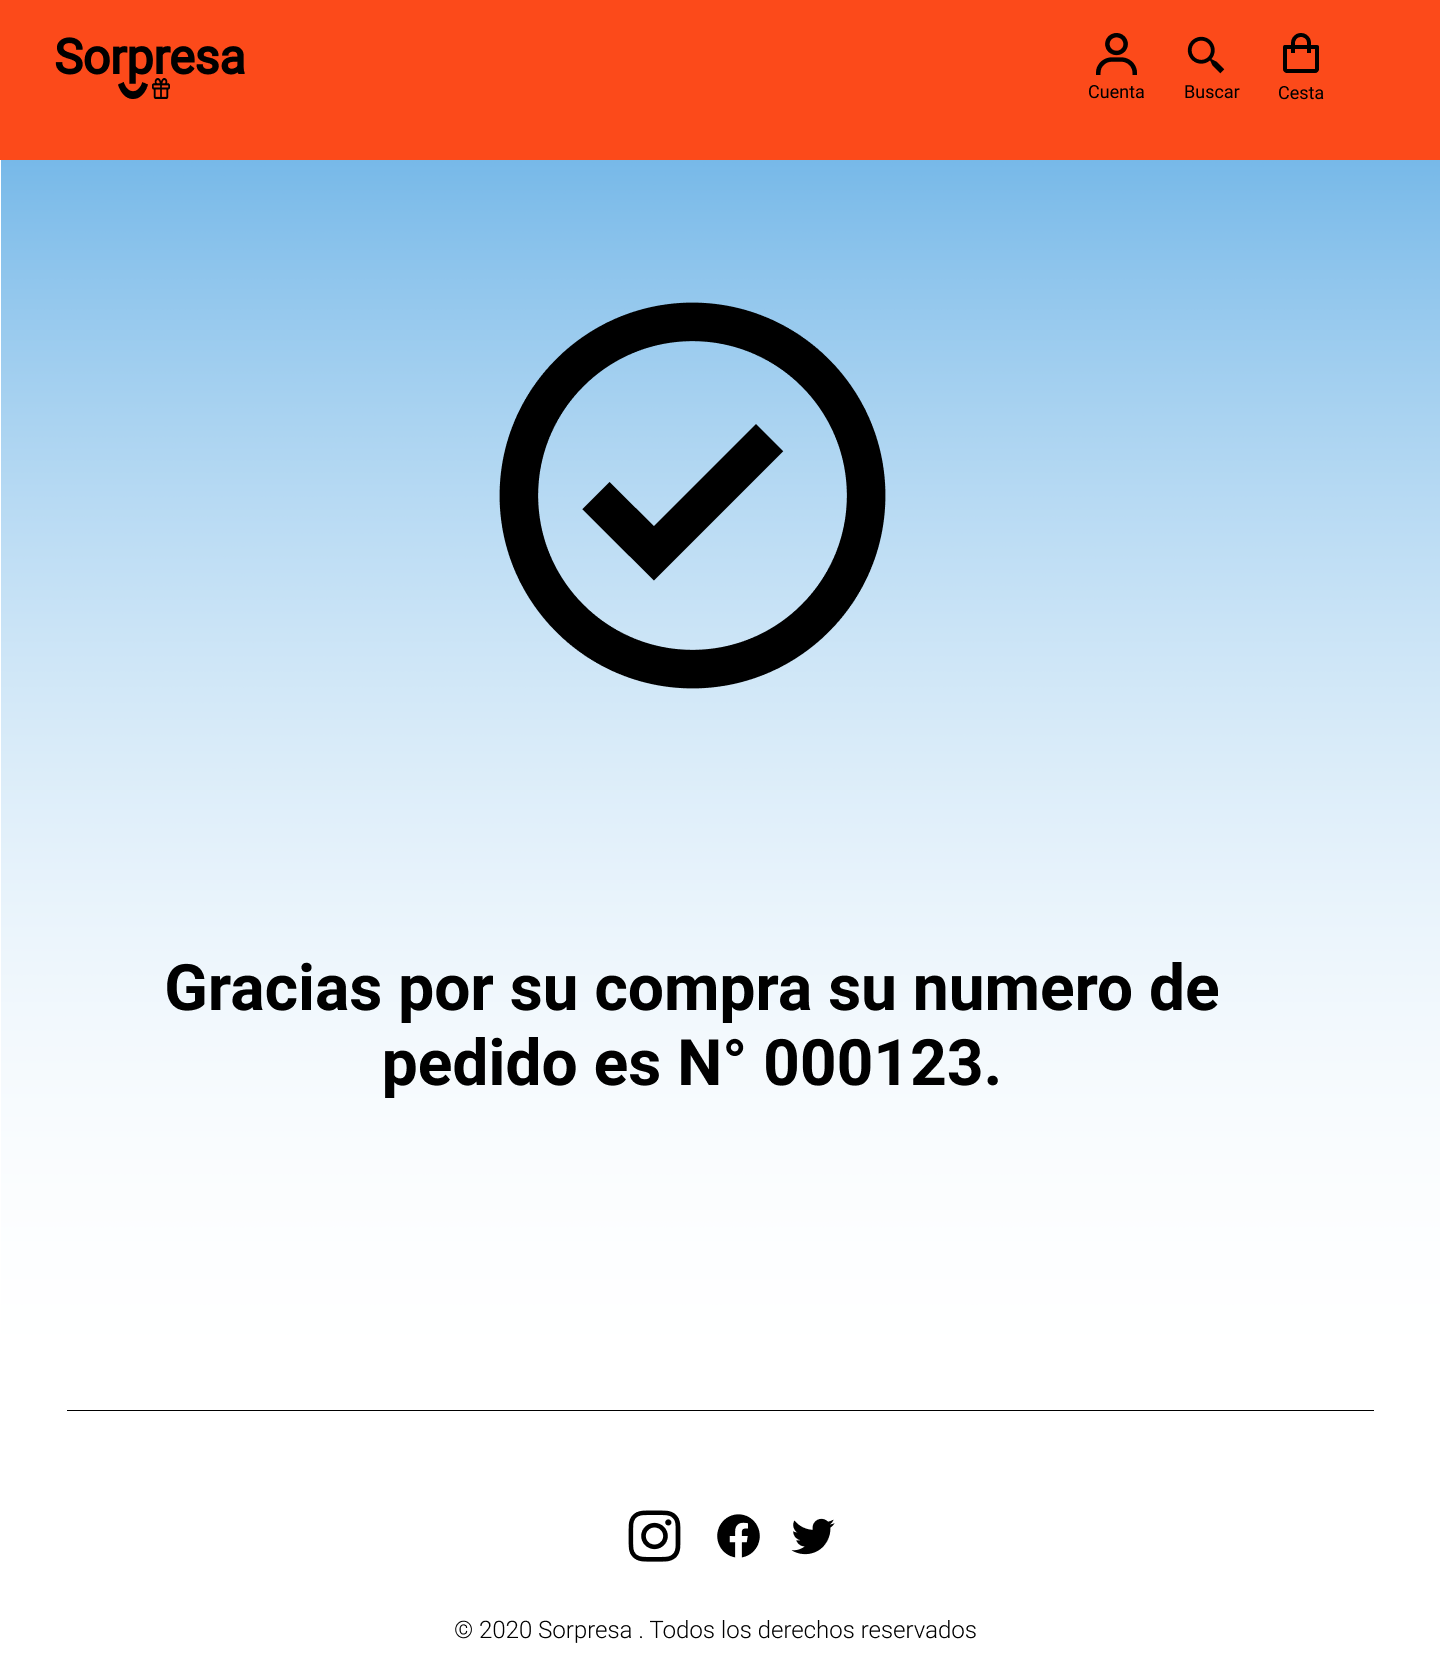 Sorpresa
Cuenta
Buscar
Cesta
Gracias por su compra su numero de
pedido es N° 000123.
© 2020 Sorpresa . Todos los derechos reservados